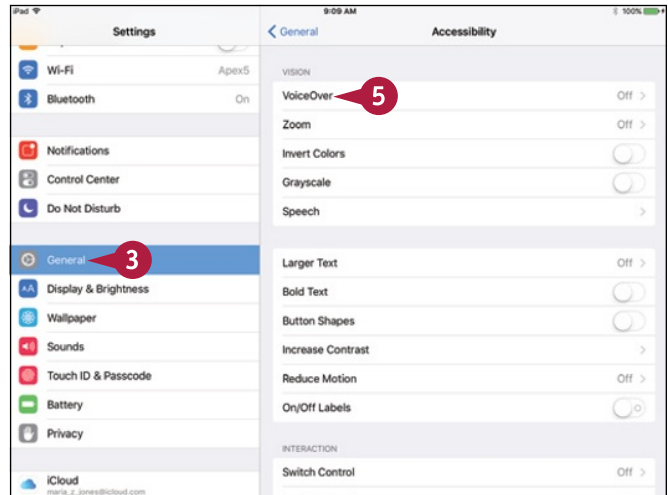 iPad 9:09 AM 100%
Settings
General Accessibility
Wi-Fi Apex5
Bluetooth On
Notifications
Control Center
Do Not Disturb
General 3
Display & Brightness
Wallpaper
Sounds
Touch ID & Passcode
Battery
Privacy
iCloud
maria_z_jones@icloud.com
VISION
VoiceOver 5 Off
Zoom Off
Invert Colors
Grayscale
Speech
Larger Text Off
Bold Text
Button Shapes
Increase Contrast
Reduce Motion Off
On/Off Labels
INTERACTION
Switch Control Off